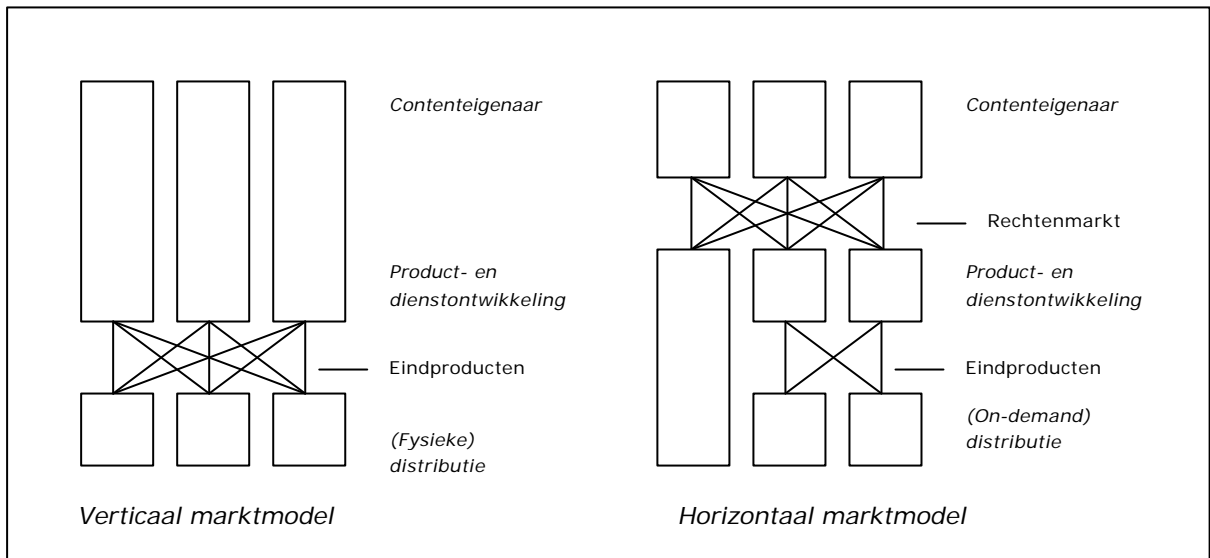 Contenteigenaar
Product- en
dienstontwikkeling
Eindproducten
(Fysieke)
distributie
Verticaal marktmodel
Contenteigenaar
Rechtenmarkt
Product- en
dienstontwikkeling
Eindproducten
(On-demand)
distributie
Horizontaal marktmodel